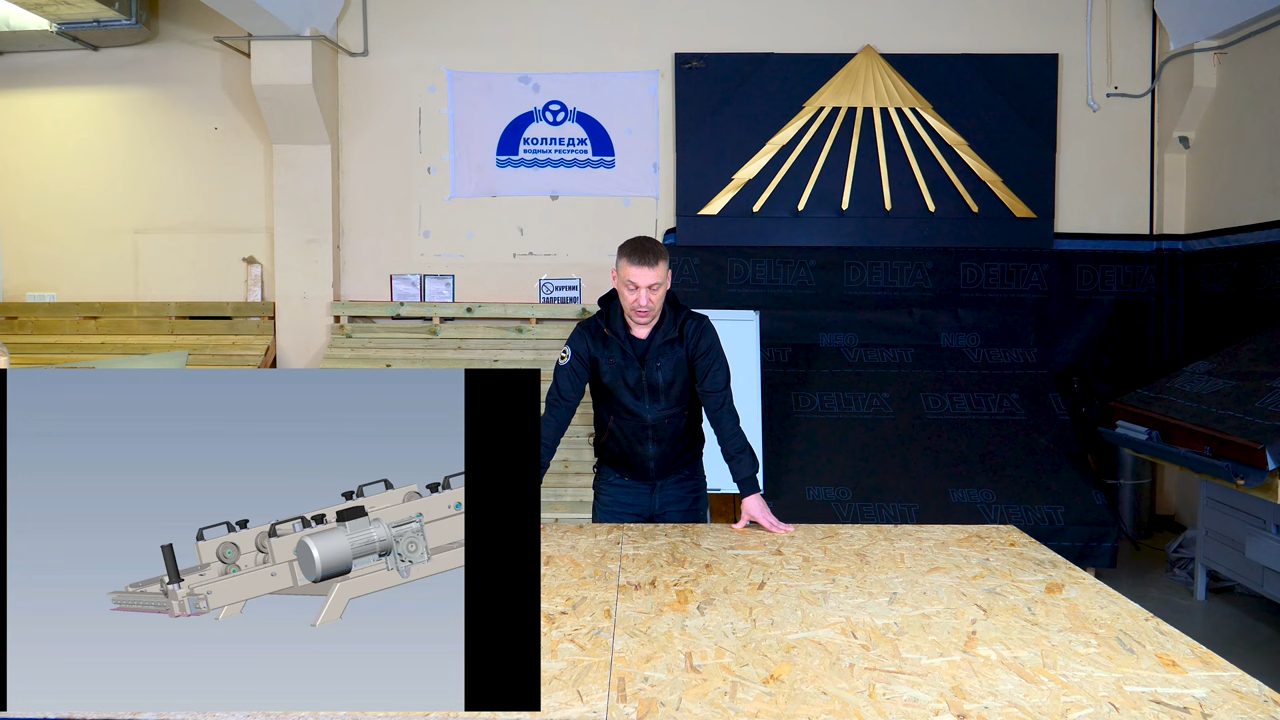 КОЛЛЕДЖ
ВОДНЫХ РЕСУРСОВ
КУРЕНИЕ
ЗАПРЕЩЕНО!
DELTA
DELTA
DELTA
DELTA
NEO
VENT
NEO
VENT
DELTA
DELTA
NEO
VENT
NEO
VENT